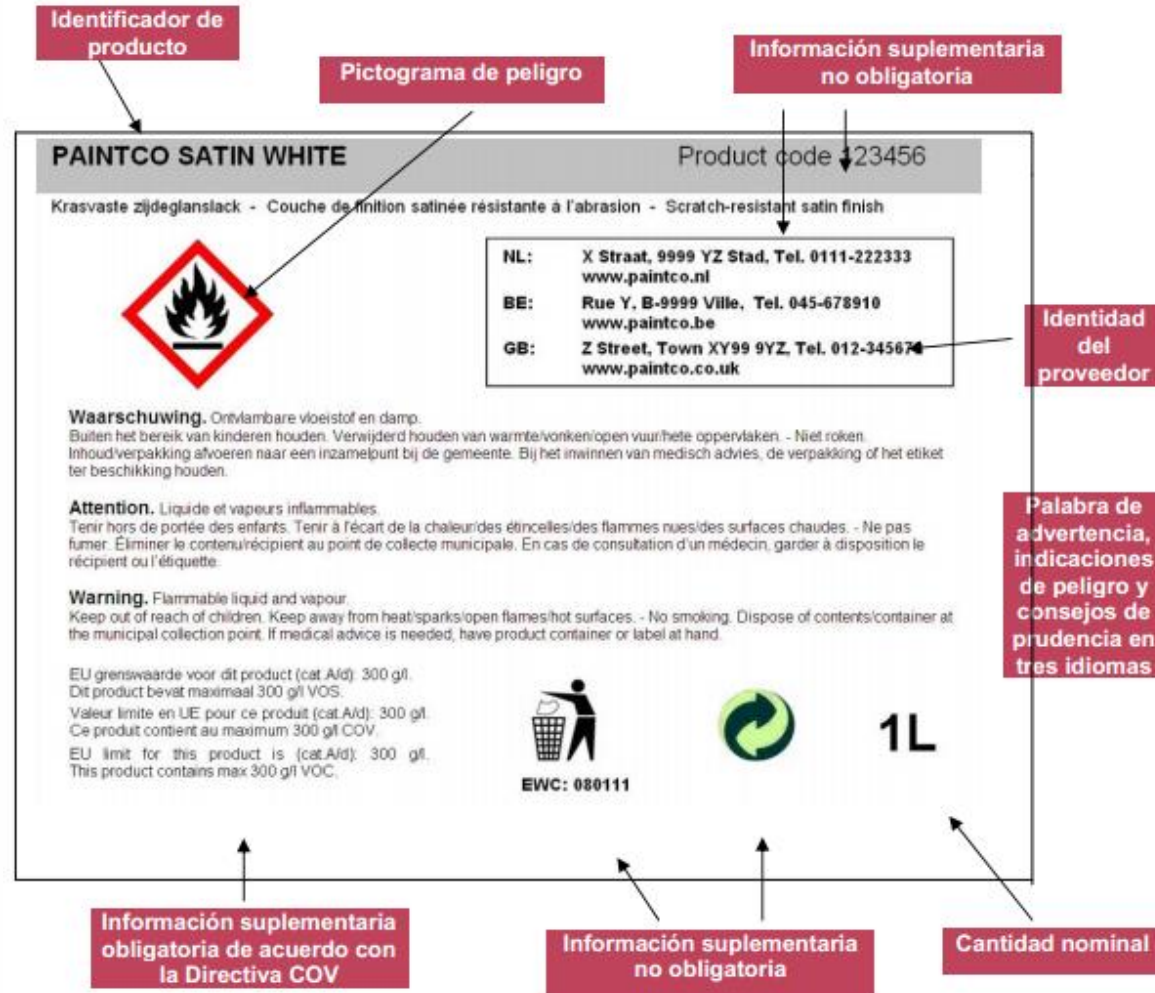 Identificador de
producto
Pictograma de peligro
Información suplementaria
no obligatoria
PAINTCO SATIN WHITE
Product code 123456
Krasvaste zijdeglanslack - Couche de finition satinée résistante à l'abrasion - Scratch-resistant satin finish
NL: X Straat, 9999 YZ Stad, Tel. 0111-222333
www.paintco.nl
BE: Rue Y, B-9999 Ville, Tel. 045-678910
www.paintco.be
GB: Z Street, Town XY99 9YZ, Tel.
www.paintco.co.uk
Identidad
del
proveedor
Waarschuwing. Ontvlambare vloeistof en damp.
Buiten het bereik van kinderen houden. Verwijderd houden van warmte/vonken/open vuur/hete oppervlaken. - Niet roken.
Inhoud/verpakking afvoeren naar een inzamelpunt bij de gemeente. Bij het inwinnen van medisch advies, de verpakking of het etiket
ter beschikking houden.
Attention. Liquide et vapeurs inflammables.
Tenir hors de portée des enfants. Tenir à l'écart de la chaleur/des étincelles/des flammes nues/des surfaces chaudes. - Ne pas
fumer. Éliminer le contenu/récipient au point de collecte municipale. En cas de consultation d'un médecin, garder à disposition le
récipient ou l'étiquette.
Warning. Flammable liquid and vapour.
Keep out of reach of children. Keep away from heat/sparks/open flames/hot surfaces. - No smoking. Dispose of contents/container at
the municipal collection point. If medical advice is needed, have product container or label at hand.
Palabra de
advertencia,
indicaciones
de peligro y
consejos de
prudencia en
tres idiomas
EU grenswaarde voor dit product (cat.A/d): 300 g/l.
Dit product bevat maximaal 300 g/l VOS.
Valeur limite en UE pour ce produit (cat.A/d): 300 g/l.
Ce produit contient au maximum 300 g/l COV.
EU limit for this product is (cat.A/d): 300 g/l.
This product contains max 300 g/l VOC.
EWC: 080111
1L
Información suplementaria
obligatoria de acuerdo con
la Directiva COV
Información suplementaria
no obligatoria
Cantidad nominal